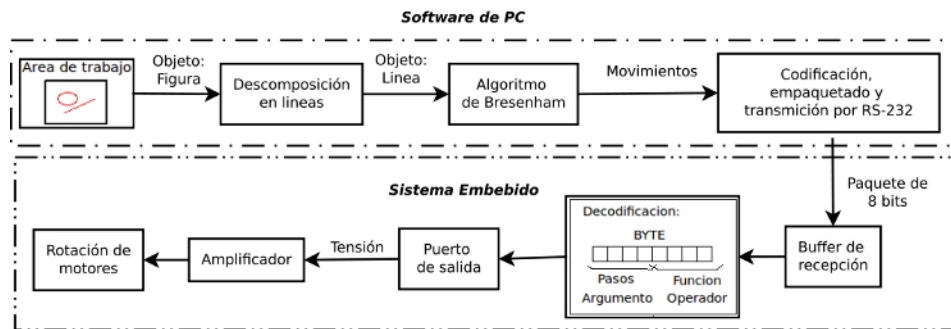 Software de PC
Area de trabajo
Objeto:
Figura
Descomposición
en lineas
Objeto:
Linea
Algoritmo
de Bresenham
Movimientos
Codificación,
empaquetado y
transmición por RS-232
Paquete de
8 bits
Sistema Embebido
Rotación de
motores
Amplificador
Tensión
Puerto
de salida
Decodificacion:
BYTE
Pasos Funcion
Argumento Operador
Buffer de
recepción